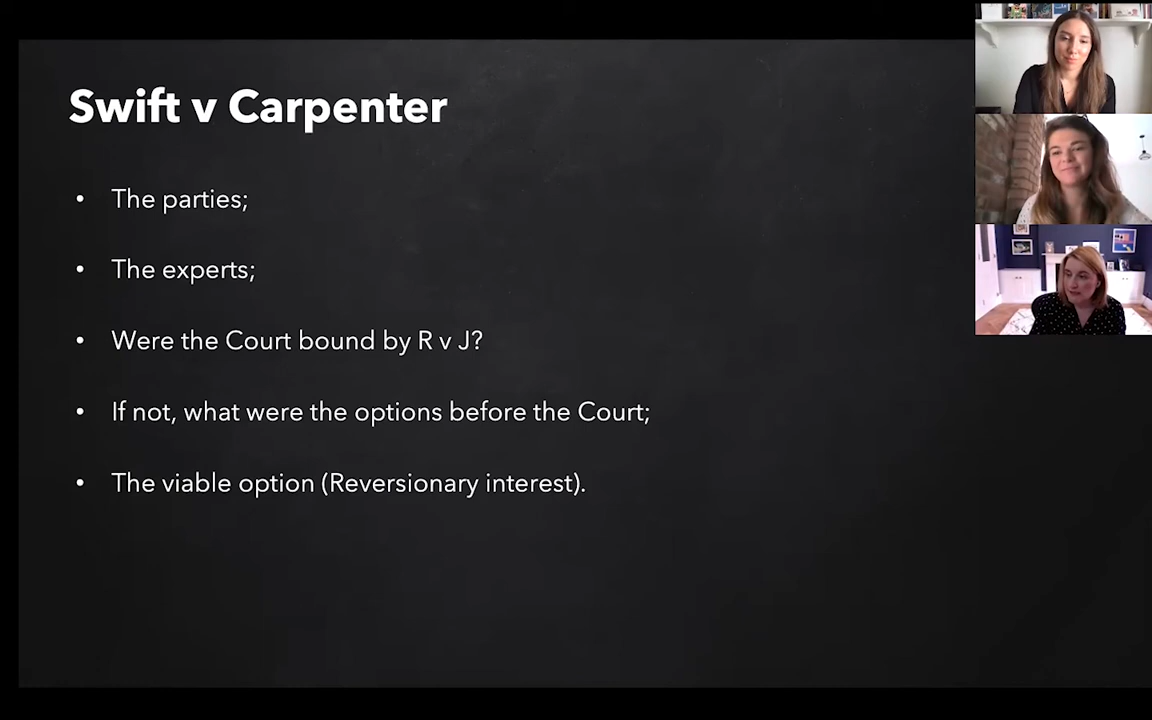 Swift v Carpenter
• The parties;
• The experts;
• Were the Court bound by R v J?
• If not, what were the options before the Court;
• The viable option (Reversionary interest).